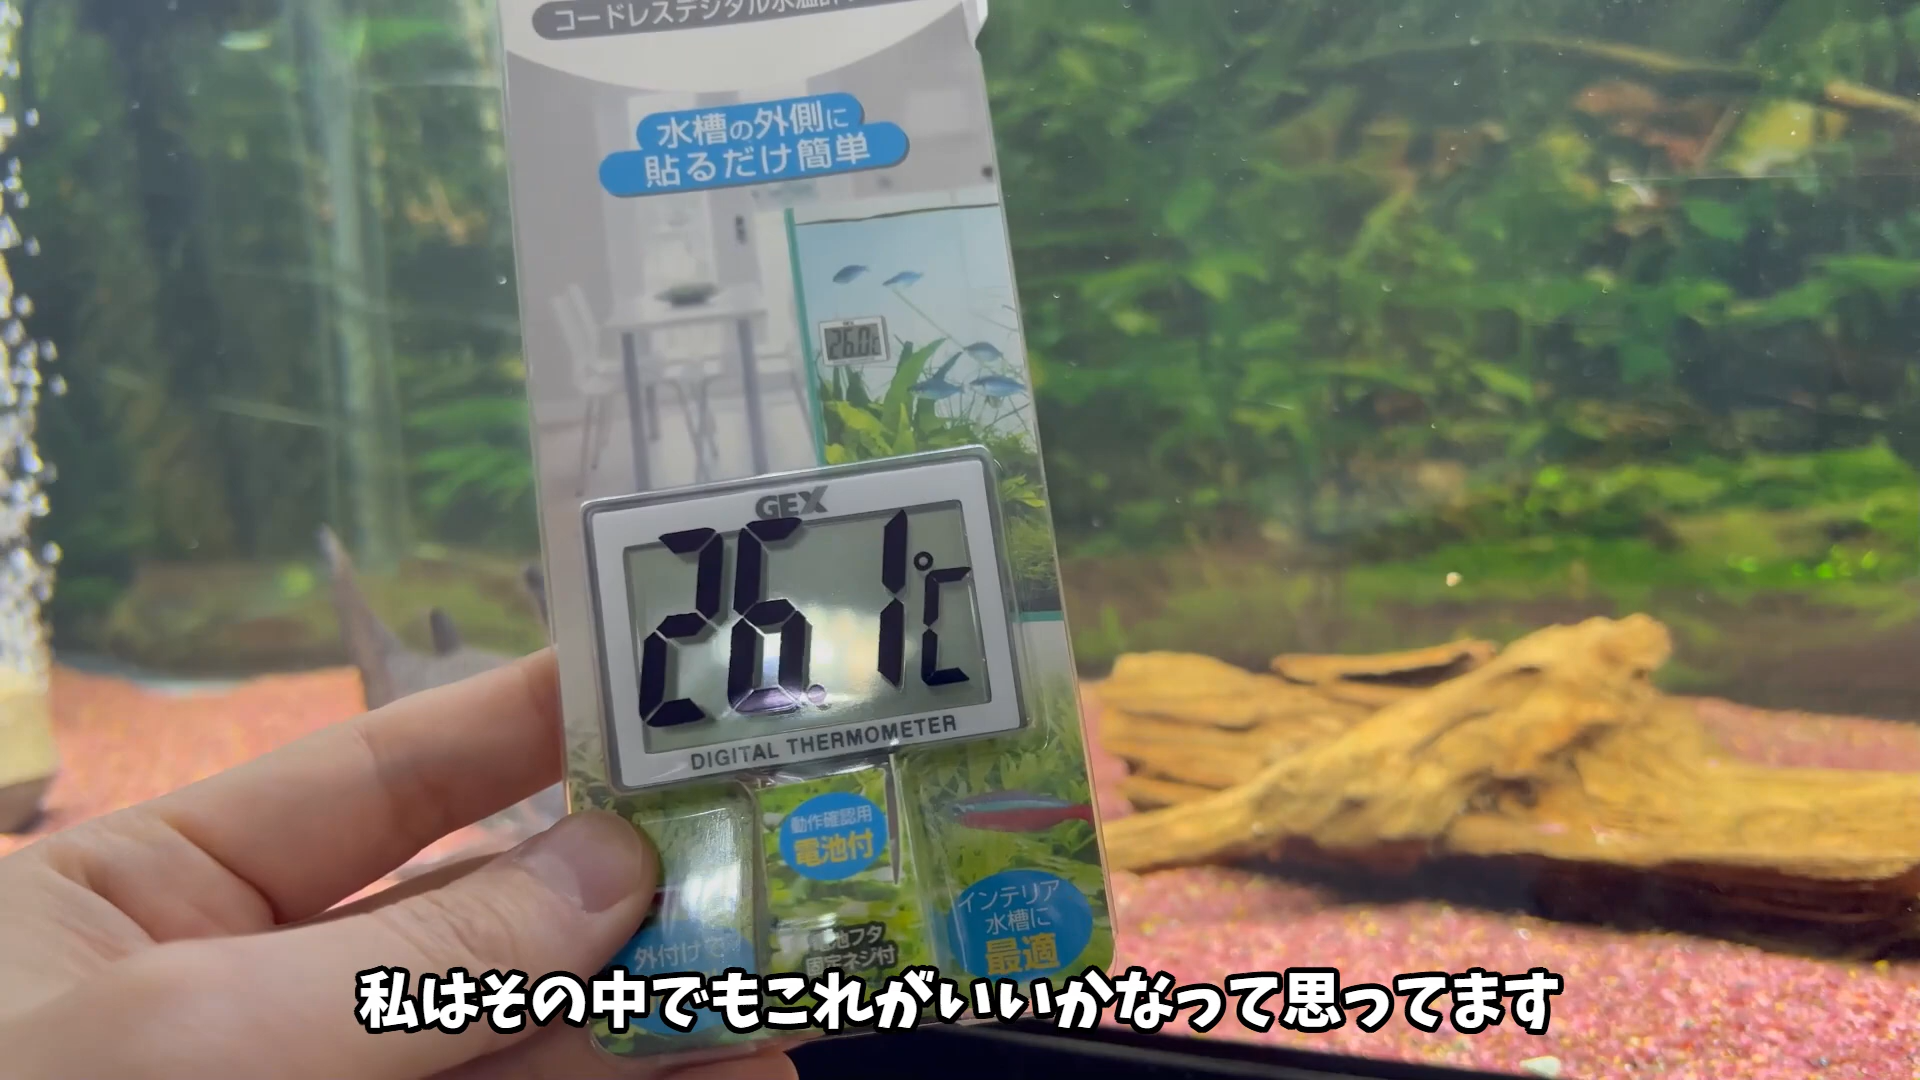 コードレスデジタル水温計
水槽の外側に
貼るだけ簡単
26.0℃
GEX
26.1℃
DIGITAL THERMOMETER
動作確認用
電池付
インテリア
水槽に
最適
外付けで
電池フタ
固定ネジ付
私はその中でもこれがいいかなって思ってます